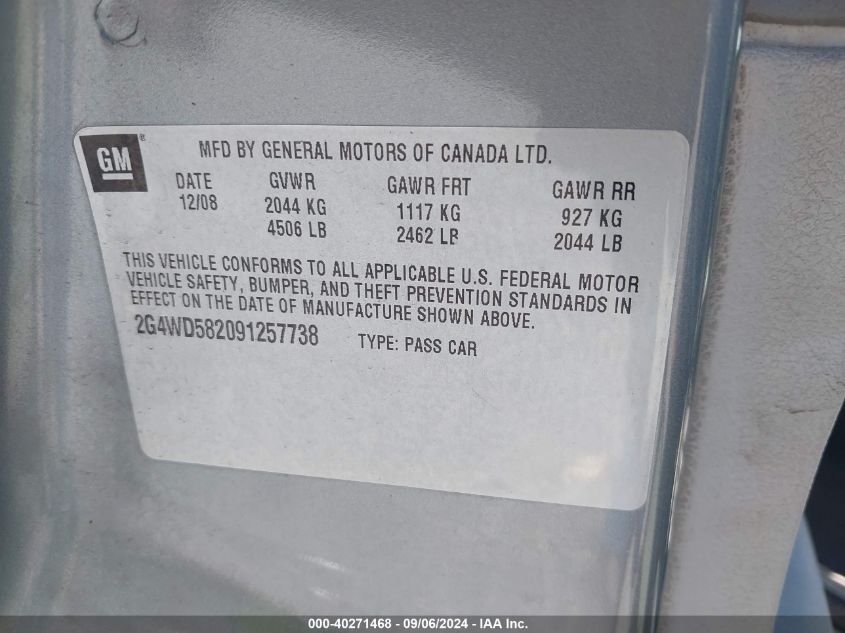 GM ®
MFD BY GENERAL MOTORS OF CANADA LTD.
DATE GVWR GAWR FRT GAWR RR
12/08 2044 KG 1117 KG 927 KG
4506 LB 2462 LB 2044 LB
THIS VEHICLE CONFORMS TO ALL APPLICABLE U.S. FEDERAL MOTOR
VEHICLE SAFETY, BUMPER, AND THEFT PREVENTION STANDARDS IN
EFFECT ON THE DATE OF MANUFACTURE SHOWN ABOVE.
2G4WD582091257738 TYPE: PASS CAR
000-40271468 - 09/06/2024 - IAA Inc.